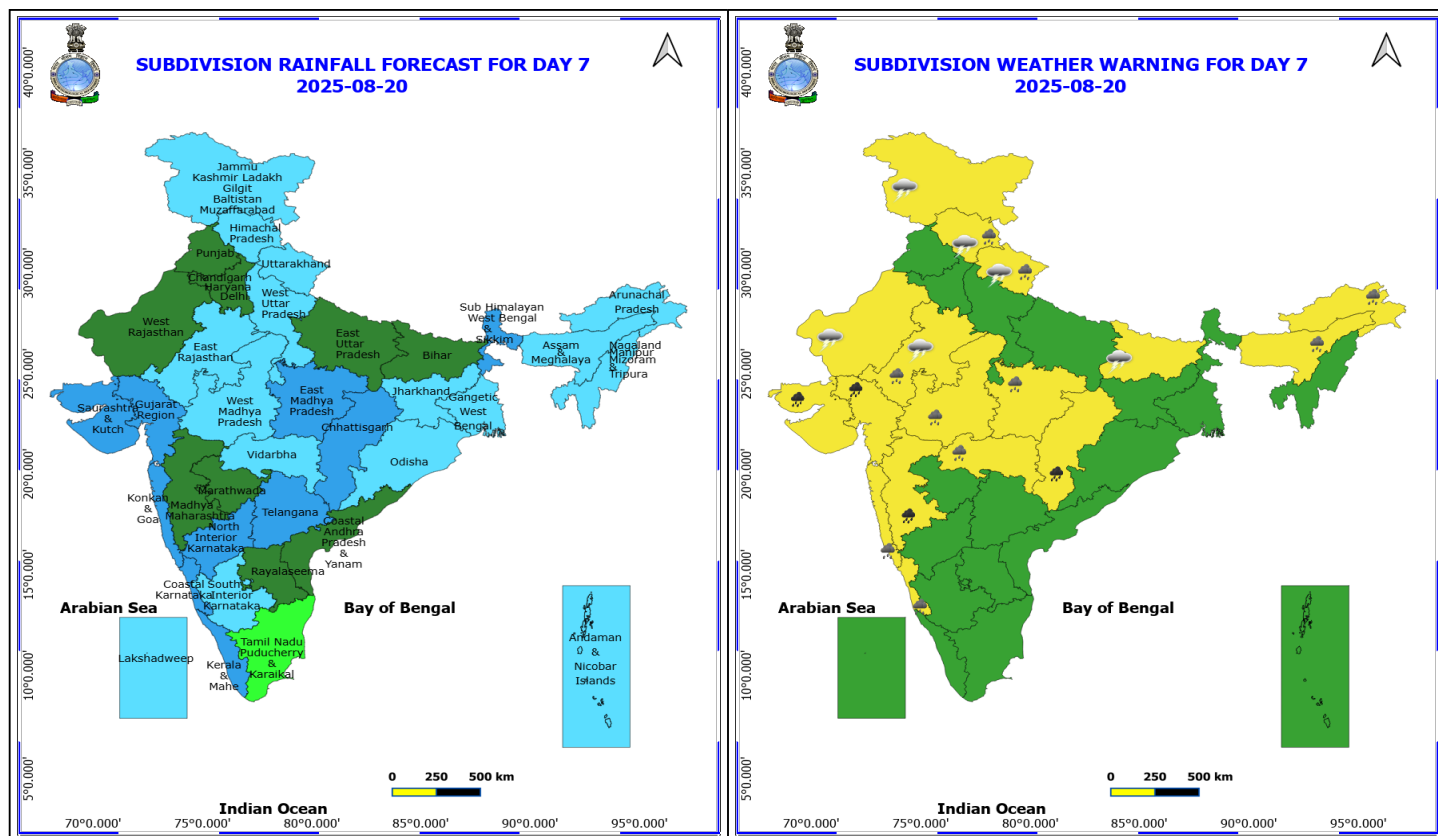 SUBDIVISION RAINFALL FORECAST FOR DAY 7
2025-08-20
40°0.000'
35°0.000'
30°0.000'
25°0.000'
20°0.000'
15°0.000'
10°0.000'
5°0.000'
Jammu
Kashmir Ladakh
Gilgit
Baltistan
Muzaffarabad
Himachal
Pradesh
Punjab
Uttarakhand
Chandigarh
Haryana
Delhi
West
Uttar
Pradesh
West
Rajasthan
East
Rajasthan
East
Uttar
Pradesh
Bihar
Sub Himalayan
West Bengal
&
Sikkim
Arunachal
Pradesh
Assam
&
Meghalaya
Nagaland
Manipur
Mizoram
&
Tripura
Saurashtra
&
Kutch
Gujarat
Region
West
Madhya
Pradesh
East
Madhya
Pradesh
Jharkhand
Gangetic
West
Bengal
Chhattisgarh
Vidarbha
Odisha
Konkan
&
Goa
Madhya
Maharashtra
Marathwada
Telangana
North
Interior
Karnataka
Coastal
Andhra
Pradesh
&
Yanam
Rayalaseema
Coastal
Karnataka
South
Interior
Karnataka
Arabian Sea
Bay of Bengal
Tamil Nadu
Puducherry
&
Karaikal
Kerala
&
Mahe
Lakshadweep
Andaman
&
Nicobar
Islands
0 250 500 km
Indian Ocean
70°0.000' 75°0.000' 80°0.000' 85°0.000' 90°0.000' 95°0.000'
SUBDIVISION WEATHER WARNING FOR DAY 7
2025-08-20
40°0.000'
35°0.000'
30°0.000'
25°0.000'
20°0.000'
15°0.000'
10°0.000'
5°0.000'
Arabian Sea
Bay of Bengal
0 250 500 km
Indian Ocean
70°0.000' 75°0.000' 80°0.000' 85°0.000' 90°0.000' 95°0.000'